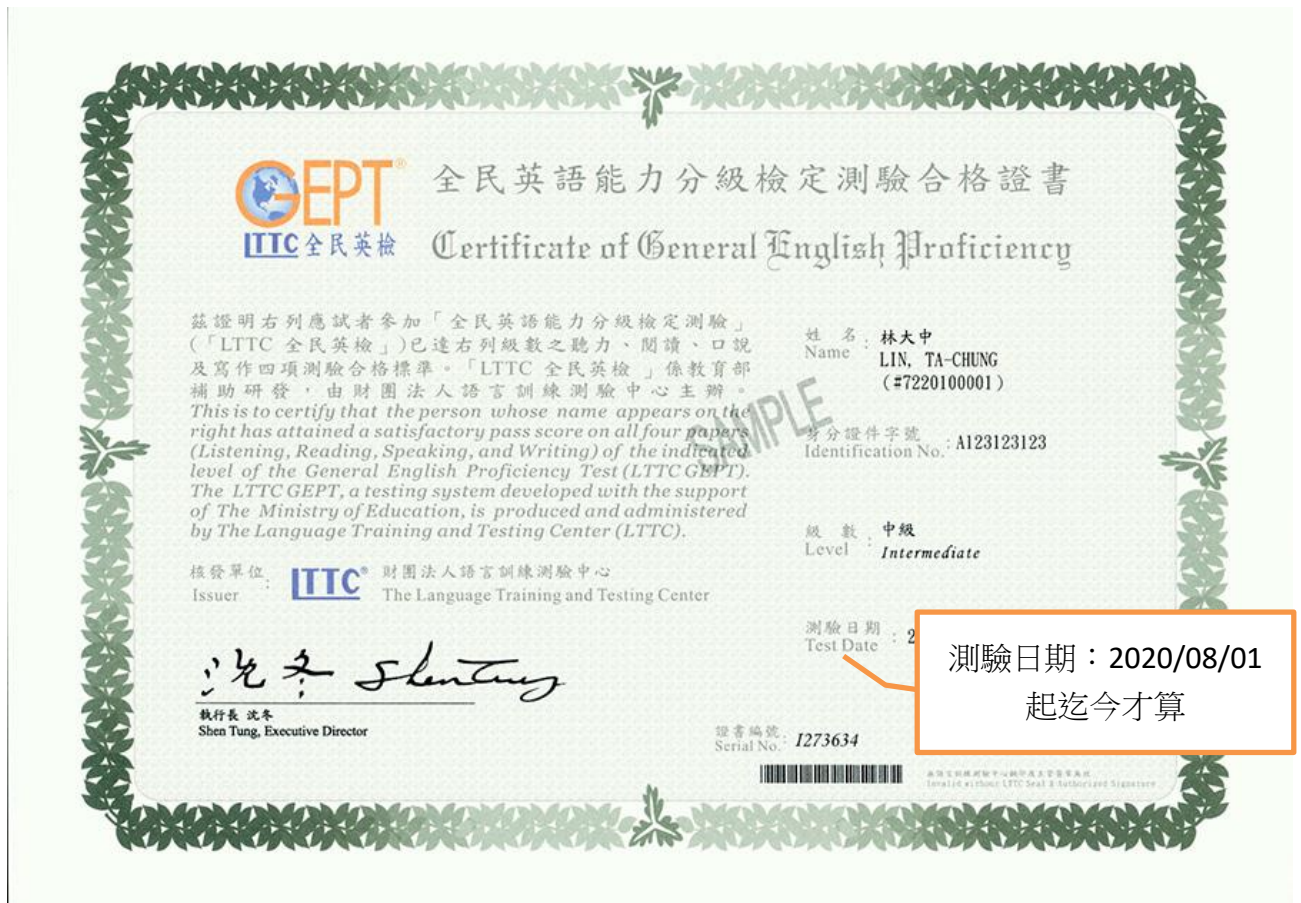 GEPT®
LTTC 全民英檢
全民英語能力分級檢定測驗合格證書
Certificate of General English Proficiency
茲證明右列應試者參加「全民英語能力分級檢定測驗」
(「LTTC 全民英檢」)已達右列級數之聽力、閱讀、口說
及寫作四項測驗合格標準。「LTTC 全民英檢 」係教育部
補助研發,由財團法人語言訓練測驗中心主辦。
This is to certify that the person whose name appears on the
right has attained a satisfactory pass score on all four papers
(Listening, Reading, Speaking, and Writing) of the indicated
level of the General English Proficiency Test (LTTC GEPT).
The LTTC GEPT, a testing system developed with the support
of The Ministry of Education, is produced and administered
by The Language Training and Testing Center (LTTC).
核發單位
Issuer : LTTC® 財團法人語言訓練測驗中心
The Language Training and Testing Center
沈冬 Shen Tung
執行長 沈冬
Shen Tung, Executive Director
姓 名 : 林大中
Name LIN, TA-CHUNG
(#7220100001)
SAMPLE
身分證件字號
Identification No. : A123123123
級 數 : 中級
Level Intermediate
測驗日期
Test Date : 2
測驗日期:2020/08/01
起迄今才算
證書編號
Serial No. : I273634
Invalid without LTTC Seal & Authorized Signature